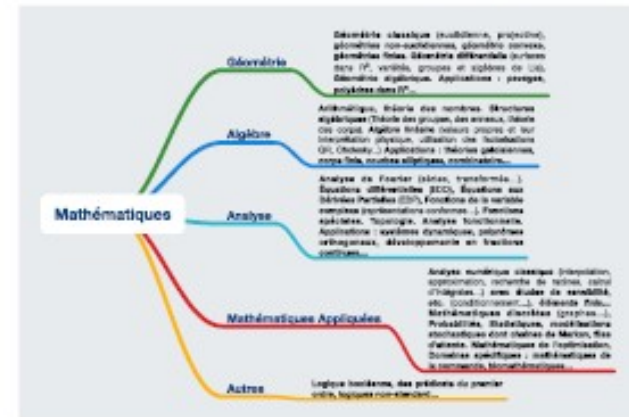 Géométrie classique (euclidienne, projective),
géométries non-euclidiennes, géométrie convexe,
géométries finies. Géométrie différentielle (surfaces
dans R³, variétés, groupes et algèbres de Lie),
Géométrie algébrique. Applications : pavages,
polyèdres dans R³...
Géométrie
Arithmétique, théorie des nombres. Structures
algébriques (Théorie des groupes, des anneaux, théorie
des corps). Algèbre linéaire (valeurs propres et leur
interprétation physique, utilisation des factorisations
QR, Cholesky...) Applications : théories galoisiennes,
corps finis, courbes elliptiques, combinatoire...
Algèbre
Analyse de Fourier (séries, transformée...).
Équations différentielles (EDO), Équations aux
Dérivées Partielles (EDP), Fonctions de la variable
complexe (représentations conformes...). Fonctions
spéciales. Topologie. Analyse fonctionnelle.
Applications : systèmes dynamiques, polynômes
orthogonaux, développements en fractions
continues...
Analyse
Mathématiques
Analyse numérique classique (interpolation,
approximation, recherche de racines, calcul
d'intégrales...) avec études de sensibilité,
etc. (conditionnement...), éléments finis...
Mathématiques discrètes (graphes...),
Probabilités, Statistiques, modélisations
stochastiques dont chaînes de Markov, files
d'attente. Mathématiques de l'optimisation.
Domaines spécifiques : mathématiques de
la commande, biomathématiques...
Mathématiques Appliquées
Logique booléenne, des prédicats du premier
ordre, logiques non-standard...
Autres